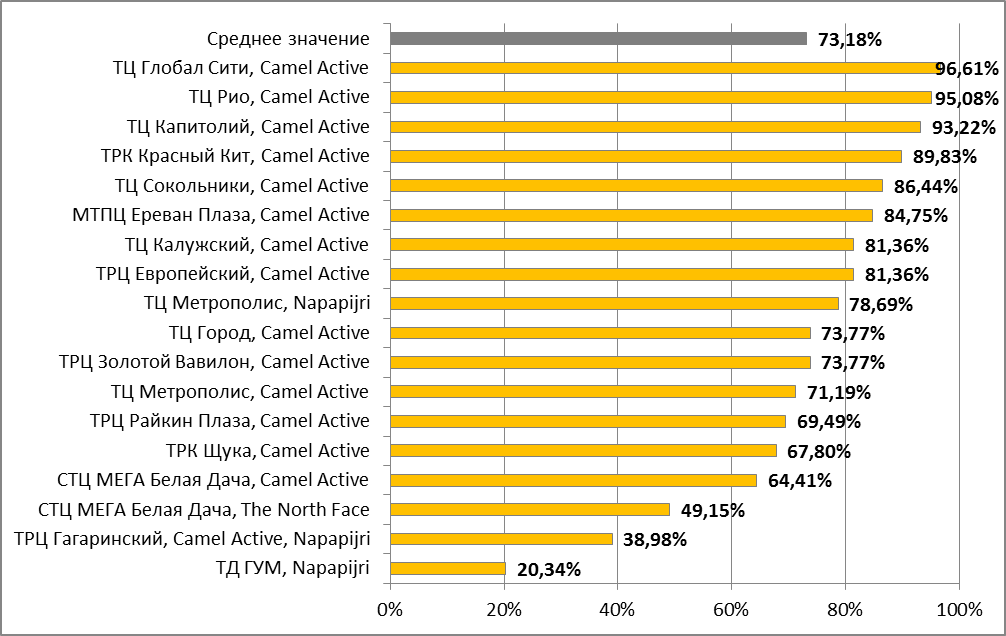 Среднее значение 73,18%
ТЦ Глобал Сити, Camel Active 96,61%
ТЦ Рио, Camel Active 95,08%
ТЦ Капитолий, Camel Active 93,22%
ТРК Красный Кит, Camel Active 89,83%
ТЦ Сокольники, Camel Active 86,44%
МТПЦ Ереван Плаза, Camel Active 84,75%
ТЦ Калужский, Camel Active 81,36%
ТРЦ Европейский, Camel Active 81,36%
ТЦ Метрополис, Napapijri 78,69%
ТЦ Город, Camel Active 73,77%
ТРЦ Золотой Вавилон, Camel Active 73,77%
ТЦ Метрополис, Camel Active 71,19%
ТРЦ Райкин Плаза, Camel Active 69,49%
ТРК Щука, Camel Active 67,80%
СТЦ МЕГА Белая Дача, Camel Active 64,41%
СТЦ МЕГА Белая Дача, The North Face 49,15%
ТРЦ Гагаринский, Camel Active, Napapijri 38,98%
ТД ГУМ, Napapijri 20,34%
0% 20% 40% 60% 80% 100%